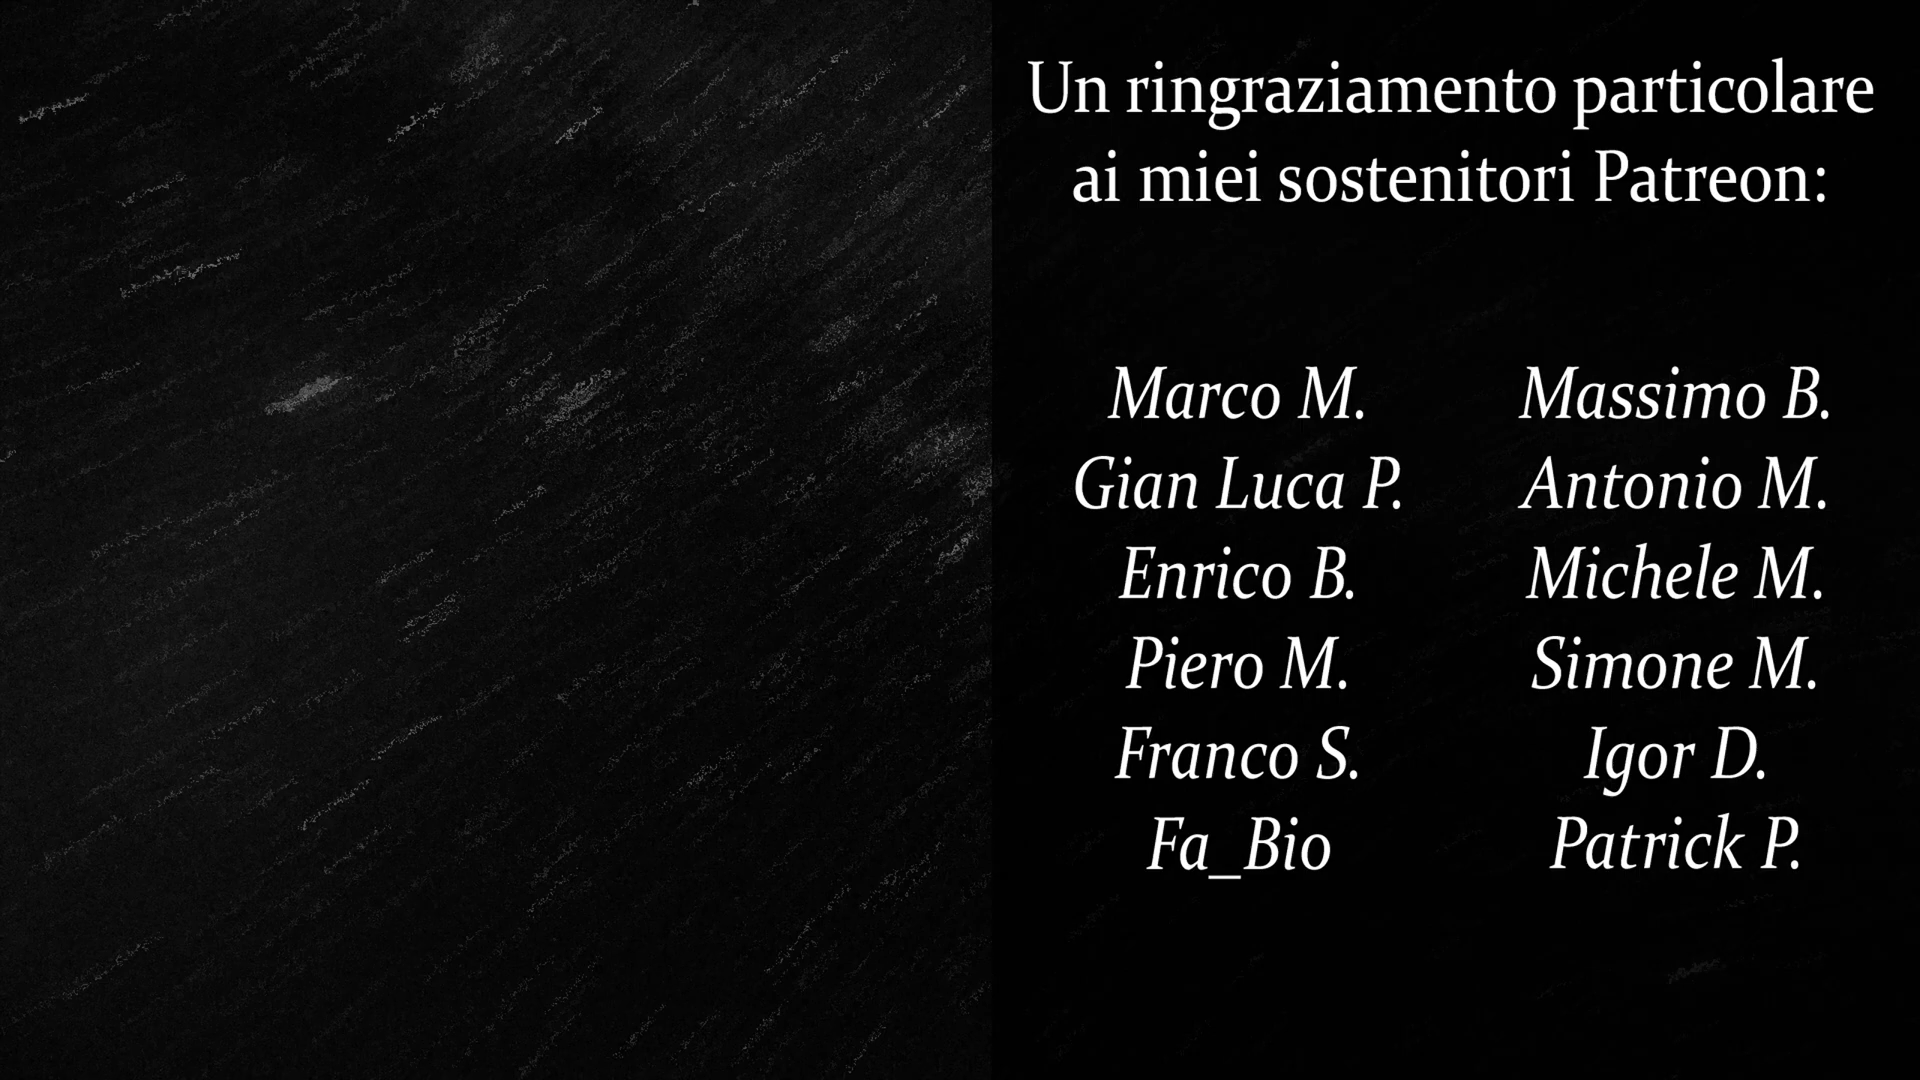 Un ringraziamento particolare
ai miei sostenitori Patreon:
Marco M.
Gian Luca P.
Enrico B.
Piero M.
Franco S.
Fa_Bio
Massimo B.
Antonio M.
Michele M.
Simone M.
Igor D.
Patrick P.